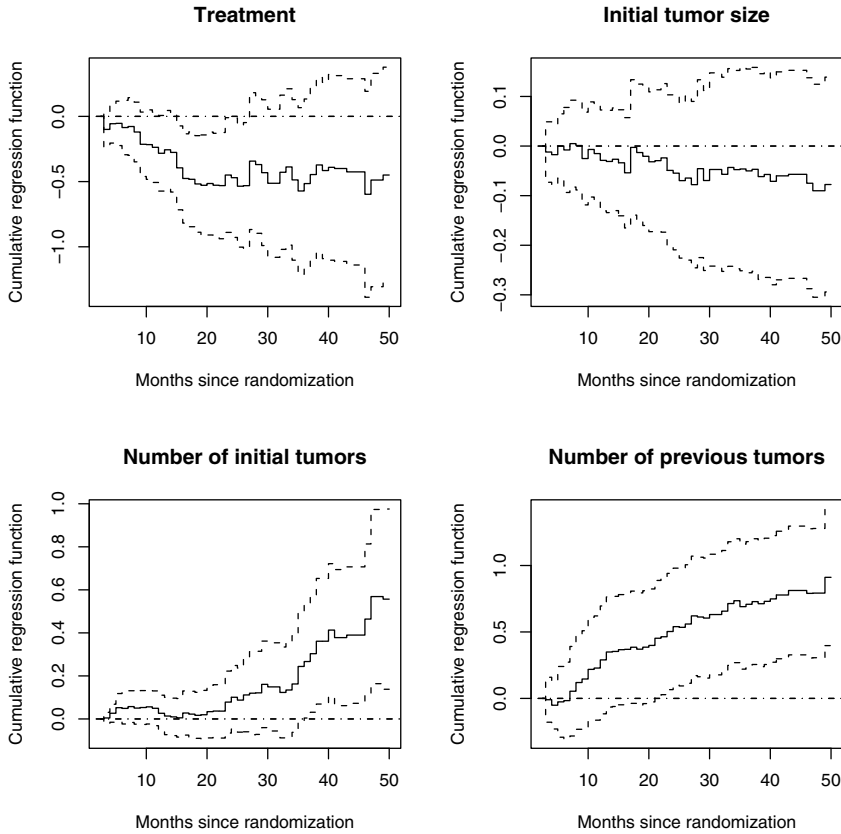 Treatment
Cumulative regression function
0.0
−0.5
−1.0
10 20 30 40 50
Months since randomization
Initial tumor size
Cumulative regression function
0.1
0.0
−0.1
−0.2
−0.3
10 20 30 40 50
Months since randomization
Number of initial tumors
Cumulative regression function
1.0
0.8
0.6
0.4
0.2
0.0
10 20 30 40 50
Months since randomization
Number of previous tumors
Cumulative regression function
1.0
0.5
0.0
10 20 30 40 50
Months since randomization